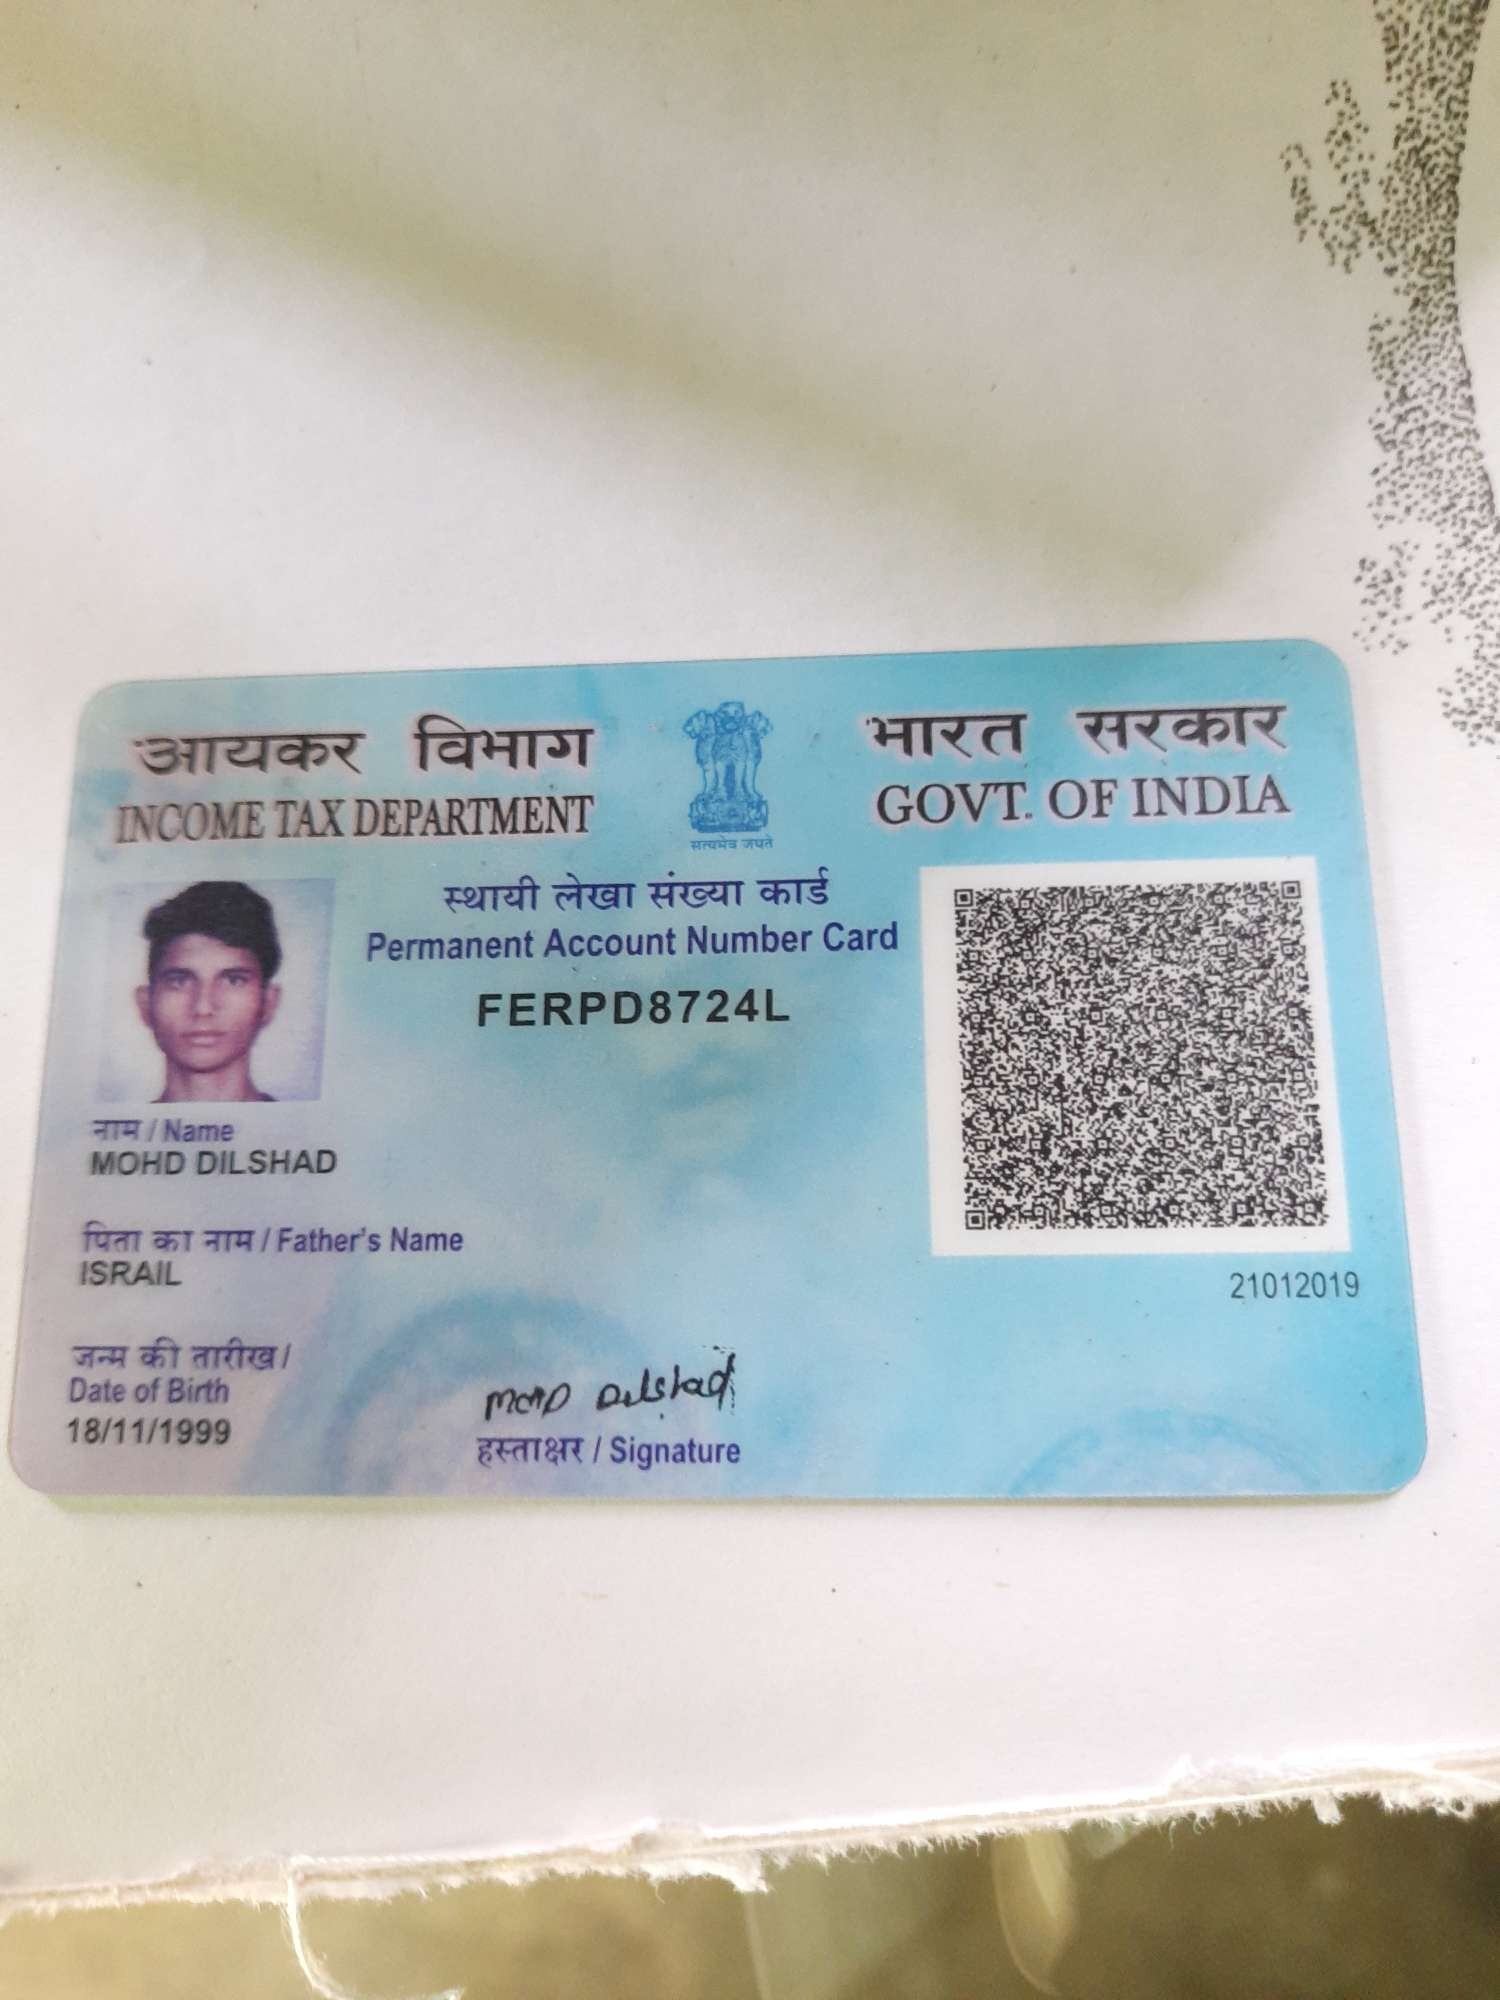 आयकर विभाग
INCOME TAX DEPARTMENT
सत्यमेव जयते
भारत सरकार
GOVT. OF INDIA
स्थायी लेखा संख्या कार्ड
Permanent Account Number Card
FERPD8724L
नाम / Name
MOHD DILSHAD
पिता का नाम / Father's Name
ISRAIL
जन्म की तारीख /
Date of Birth
18/11/1999
MOHD Dilshad
हस्ताक्षर / Signature
21012019